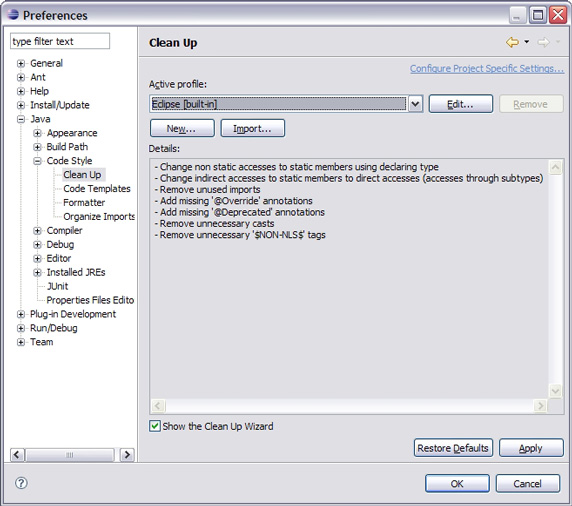 Preferences
type filter text
General
Ant
Help
Install/Update
Java
Appearance
Build Path
Code Style
Clean Up
Code Templates
Formatter
Organize Imports
Compiler
Debug
Editor
Installed JREs
JUnit
Properties Files Edito
Plug-in Development
Run/Debug
Team
Clean Up
Configure Project Specific Settings...
Active profile:
Eclipse [built-in]
Edit...
Remove
New...
Import...
Details:
- Change non static accesses to static members using declaring type
- Change indirect accesses to static members to direct accesses (accesses through subtypes)
- Remove unused imports
- Add missing '@Override' annotations
- Add missing '@Deprecated' annotations
- Remove unnecessary casts
- Remove unnecessary '$NON-NLS$' tags
Show the Clean Up Wizard
Restore Defaults
Apply
?
OK
Cancel